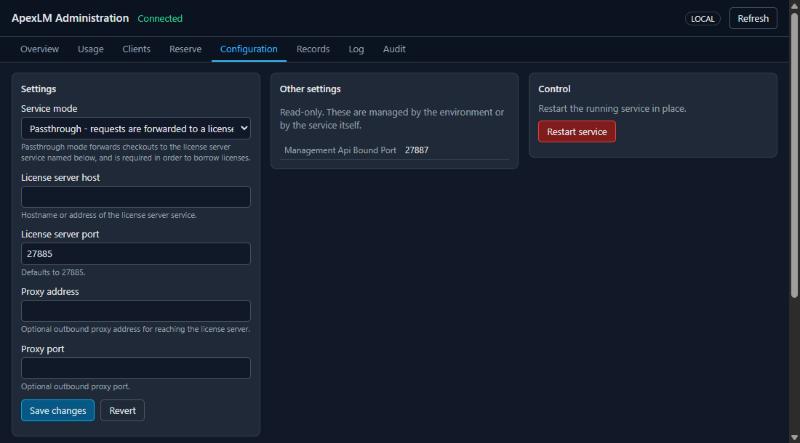 ApexLM Administration Connected LOCAL Refresh
Overview Usage Clients Reserve Configuration Records Log Audit
Settings
Service mode
Passthrough - requests are forwarded to a license
Passthrough mode forwards checkouts to the license server
service named below, and is required in order to borrow licenses.
License server host
Hostname or address of the license server service.
License server port
27885
Defaults to 27885.
Proxy address
Optional outbound proxy address for reaching the license server.
Proxy port
Optional outbound proxy port.
Save changes Revert
Other settings
Read-only. These are managed by the environment or
by the service itself.
Management Api Bound Port 27887
Control
Restart the running service in place.
Restart service